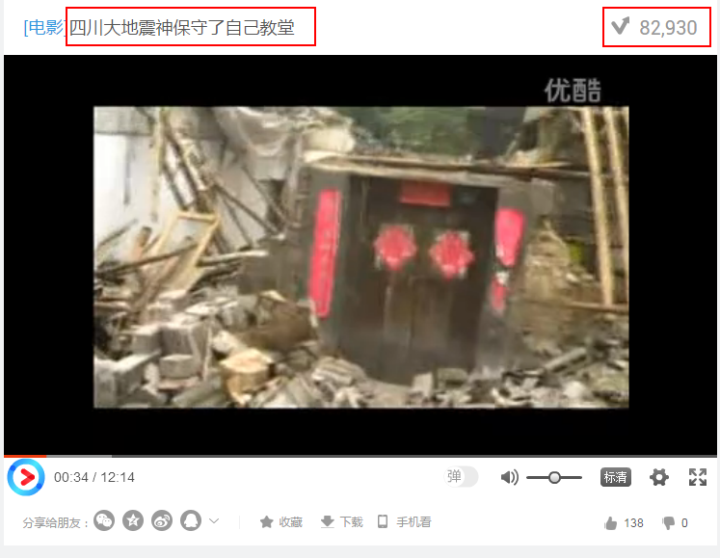 [电影] 四川大地震神保守了自己教堂
82,930
优酷
00:34 / 12:14
弹
标清
分享给朋友:
收藏
下载
手机看
138
0